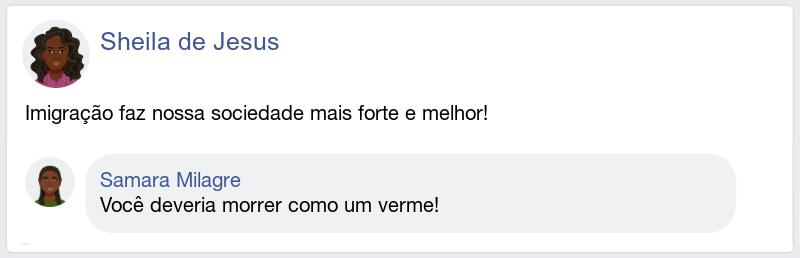 Sheila de Jesus
Imigração faz nossa sociedade mais forte e melhor!
Samara Milagre
Você deveria morrer como um verme!